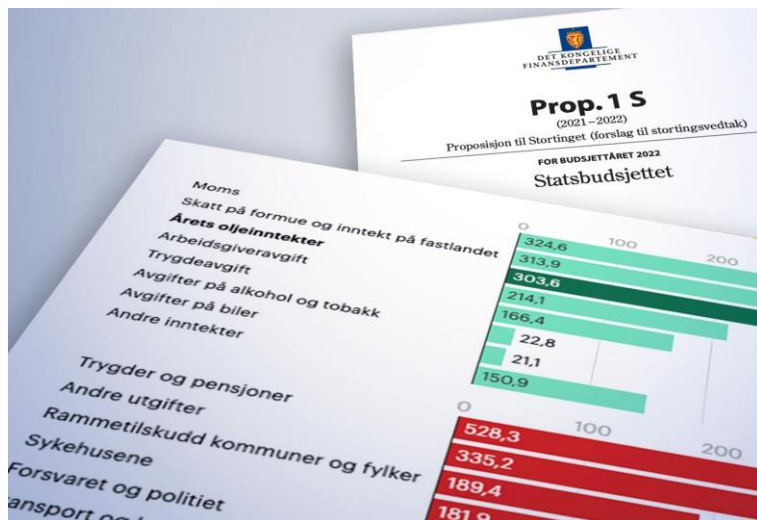 DET KONGELIGE
FINANSDEPARTEMENT
Prop. 1 S
(2021–2022)
Proposisjon til Stortinget (forslag til stortingsvedtak)
FOR BUDSJETTÅRET 2022
Statsbudsjettet
0 100 200
Moms 324,6
Skatt på formue og inntekt på fastlandet 313,9
Årets oljeinntekter 303,6
Arbeidsgiveravgift 214,1
Trygdeavgift 166,4
Avgifter på alkohol og tobakk 22,8
Avgifter på biler 21,1
Andre inntekter 150,9
0 100 200
Trygder og pensjoner 528,3
Andre utgifter 335,2
Rammetilskudd kommuner og fylker 189,4
Sykehusene 181,9
Forsvaret og politiet